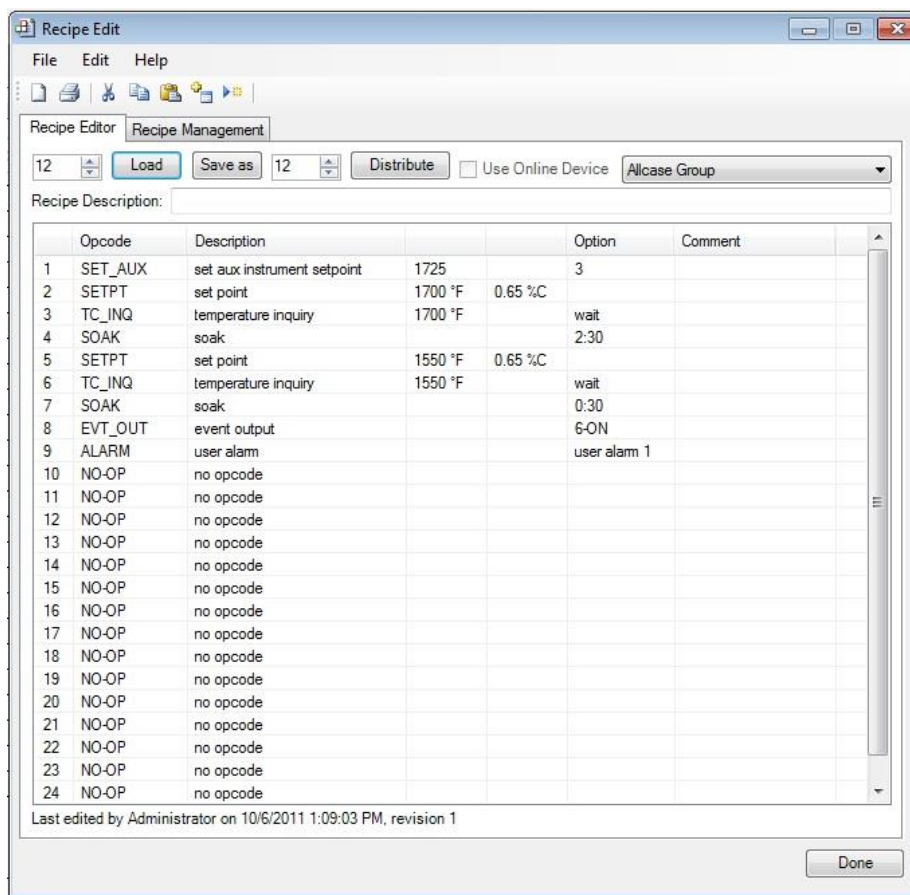 Recipe Edit
File Edit Help
Recipe Editor Recipe Management
12 Load Save as 12 Distribute Use Online Device Allcase Group
Recipe Description:
Opcode Description Option Comment
1 SET_AUX set aux instrument setpoint 1725 3
2 SETPT set point 1700 °F 0.65 %C
3 TC_INQ temperature inquiry 1700 °F wait
4 SOAK soak 2:30
5 SETPT set point 1550 °F 0.65 %C
6 TC_INQ temperature inquiry 1550 °F wait
7 SOAK soak 0:30
8 EVT_OUT event output 6-ON
9 ALARM user alarm user alarm 1
10 NO-OP no opcode
11 NO-OP no opcode
12 NO-OP no opcode
13 NO-OP no opcode
14 NO-OP no opcode
15 NO-OP no opcode
16 NO-OP no opcode
17 NO-OP no opcode
18 NO-OP no opcode
19 NO-OP no opcode
20 NO-OP no opcode
21 NO-OP no opcode
22 NO-OP no opcode
23 NO-OP no opcode
24 NO-OP no opcode
Last edited by Administrator on 10/6/2011 1:09:03 PM, revision 1
Done